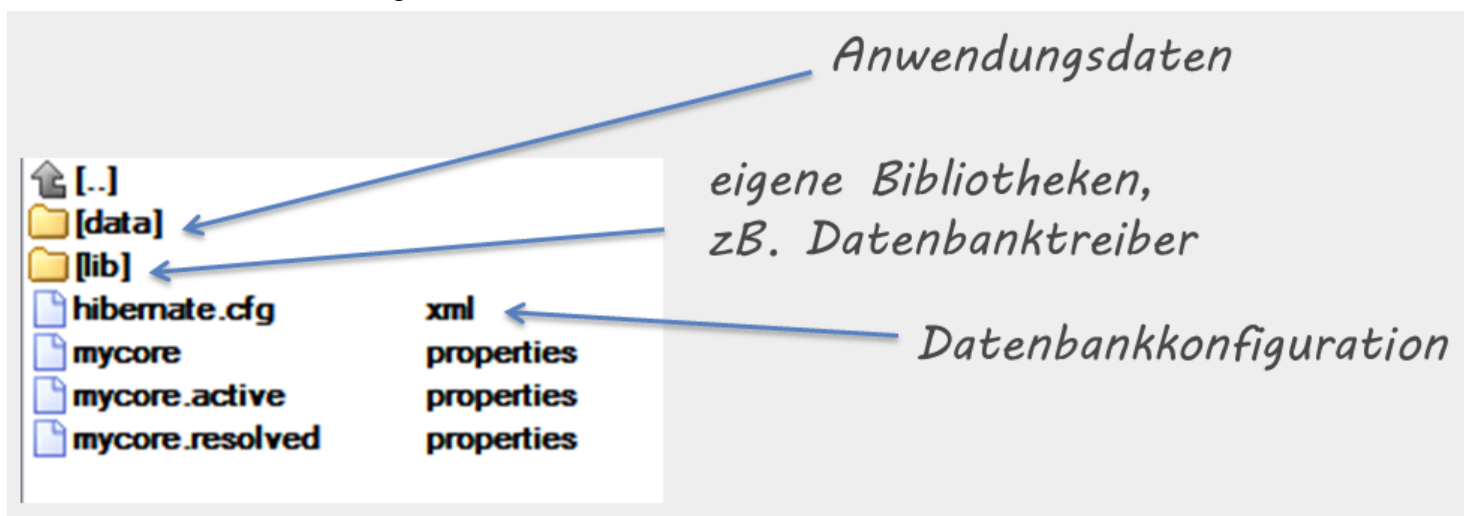 Anwendungsdaten
[..]
[data]
[lib]
hibernate.cfg xml
mycore properties
mycore.active properties
mycore.resolved properties
eigene Bibliotheken,
zB. Datenbanktreiber
Datenbankkonfiguration